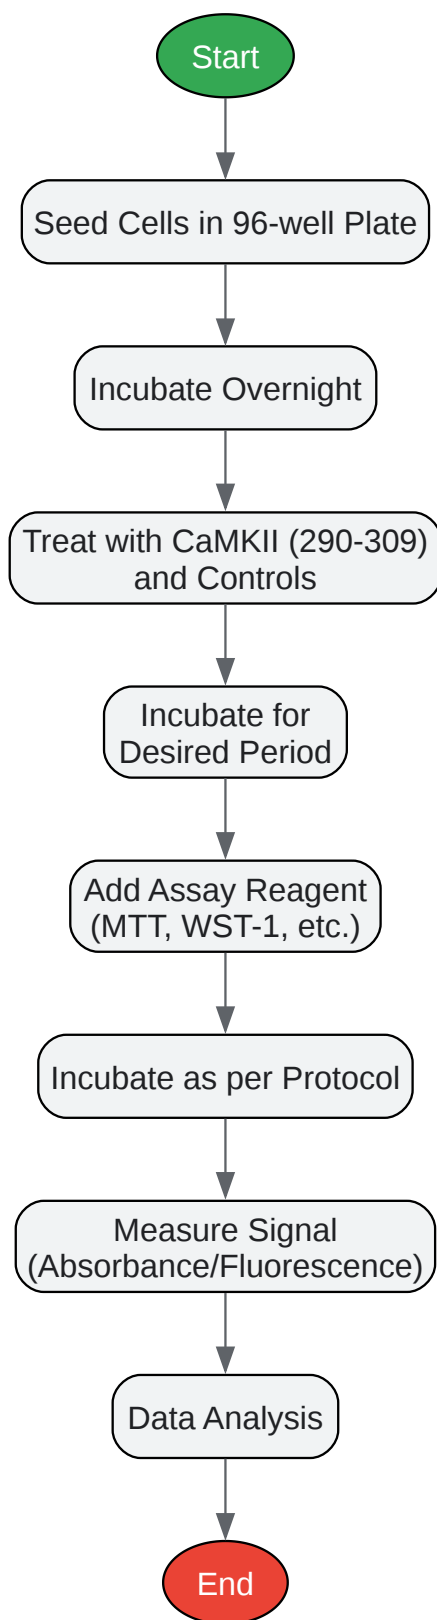 Start
Seed Cells in 96-well Plate
Incubate Overnight
Treat with CaMKII (290-309)
and Controls
Incubate for
Desired Period
Add Assay Reagent
(MTT, WST-1, etc.)
Incubate as per Protocol
Measure Signal
(Absorbance/Fluorescence)
Data Analysis
End